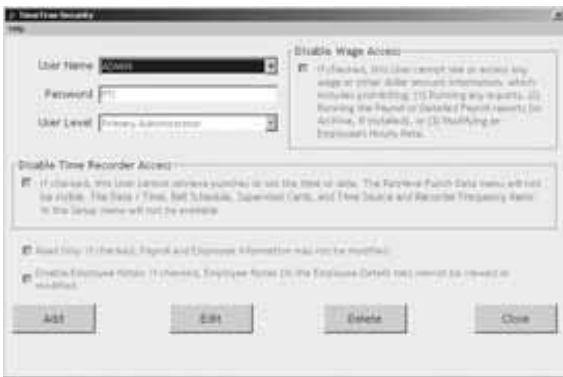 TimeTrax Security
Help
User Name ADMIN
Password PTI
User Level Primary Administrator
Disable Wage Access
If checked, this User cannot see or access any
wage or other dollar amount information, which
includes prohibiting: (1) Running any exports, (2)
Running the Payroll or Detailed Payroll reports (or
Archive, if installed), or (3) Modifying an
Employee's Hourly Rate.
Disable Time Recorder Access
If checked, this User cannot retrieve punches or set the time or date. The Retrieve Punch Data menu will not
be visible. The Date / Time, Bell Schedule, Supervisor Cards, and Time Source and Recorder Frequency items
in the Setup menu will not be available.
Read Only: If checked, Payroll and Employee Information may not be modified.
Disable Employee Notes: If checked, Employee Notes (in the Employee Details tab) cannot be viewed or
modified.
Add Edit Delete Close